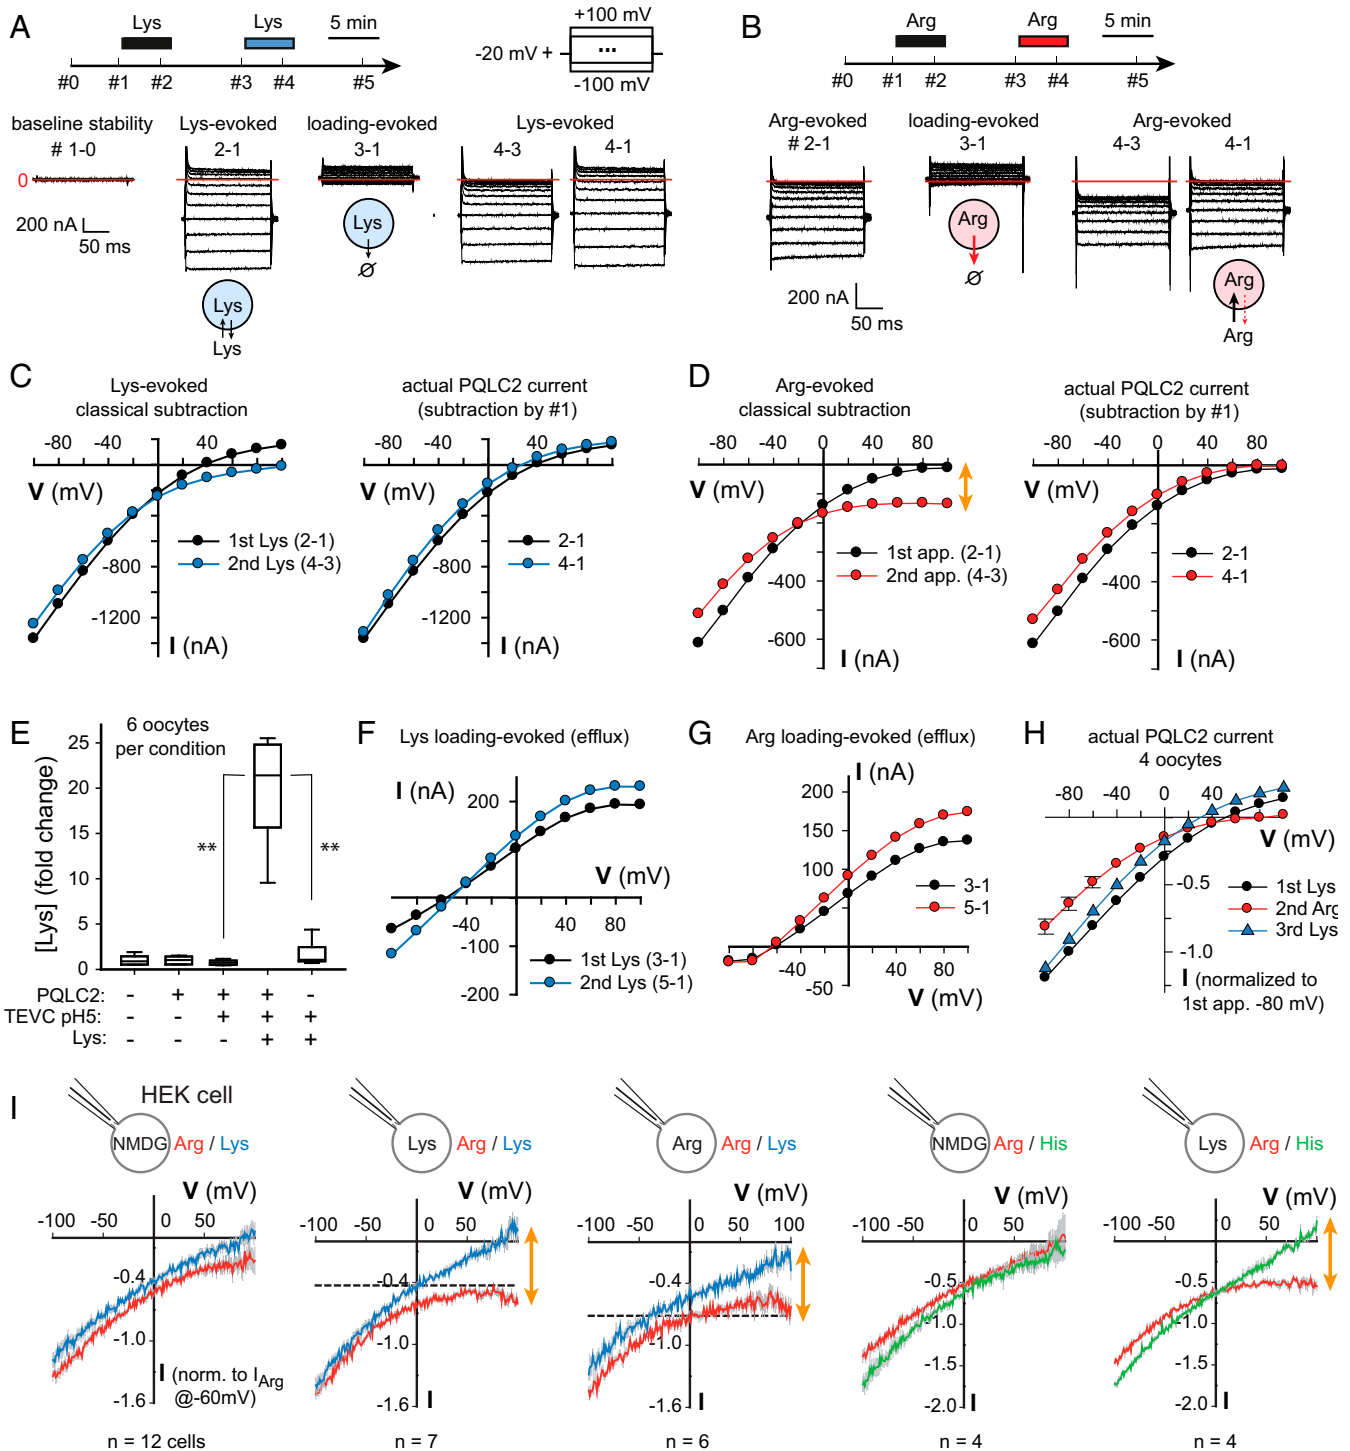 A
Lys
Lys
5 min
#0
#1
#2
#3
#4
#5
+100 mV
-20 mV
...
-100 mV
baseline stability
# 1-0
Lys-evoked
2-1
loading-evoked
3-1
Lys-evoked
4-3
4-1
0
200 nA
50 ms
Lys
Lys
Lys
Ø
B
Arg
Arg
5 min
#0
#1
#2
#3
#4
#5
Arg-evoked
# 2-1
loading-evoked
3-1
Arg-evoked
4-3
4-1
200 nA
50 ms
Arg
Ø
Arg
Arg
C
Lys-evoked
classical subtraction
-80
-40
40
V (mV)
-800
-1200
1st Lys (2-1)
2nd Lys (4-3)
I (nA)
actual PQLC2 current
(subtraction by #1)
-80
-40
0
40
V (mV)
-800
-1200
2-1
4-1
I (nA)
D
Arg-evoked
classical subtraction
-80
-40
0
40
80
V (mV)
-400
-600
1st app. (2-1)
2nd app. (4-3)
I (nA)
actual PQLC2 current
(subtraction by #1)
-80
-40
0
40
80
V (mV)
-400
-600
2-1
4-1
I (nA)
E
6 oocytes
per condition
[Lys] (fold change)
25
20
15
10
5
0
**
**
PQLC2: - + + + -
TEVC pH5: - - + + +
Lys: - - - + +
F
Lys loading-evoked (efflux)
I (nA)
200
V (mV)
-40
40
80
-100
-200
1st Lys (3-1)
2nd Lys (5-1)
G
Arg loading-evoked (efflux)
I (nA)
200
150
100
3-1
5-1
-40
40
80
-50
V (mV)
H
actual PQLC2 current
4 oocytes
-80
-40
0
40
V (mV)
-0.5
-1.0
1st Lys
2nd Arg
3rd Lys
I (normalized to
1st app. -80 mV)
I
HEK cell
NMDG
Arg / Lys
V (mV)
-100
-50
50
-0.4
-1.0
-1.6
I (norm. to IArg
@-60mV)
n = 12 cells
Lys
Arg / Lys
V (mV)
-100
-50
0
50
-0.4
-1.0
-1.6
I
n = 7
Arg
Arg / Lys
V (mV)
-100
-50
0
50
100
-0.4
-1.0
-1.6
I
n = 6
NMDG
Arg / His
V (mV)
-100
-50
0
50
-0.5
-1.0
-1.5
-2.0
I
n = 4
Lys
Arg / His
V (mV)
-100
-50
0
50
-0.5
-1.0
-1.5
-2.0
I
n = 4